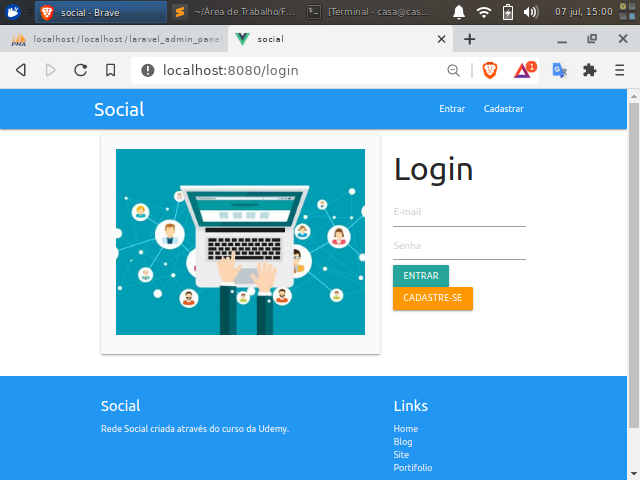 social - Brave
~/Área de Trabalho/F...
[Terminal - casa@cas...
07 jul, 15:00
localhost / localhost / laravel_admin_panel
social
localhost:8080/login
1
Social
Entrar
Cadastrar
Login
E-mail
Senha
ENTRAR
CADASTRE-SE
Social
Rede Social criada através do curso da Udemy.
Links
Home
Blog
Site
Portifolio